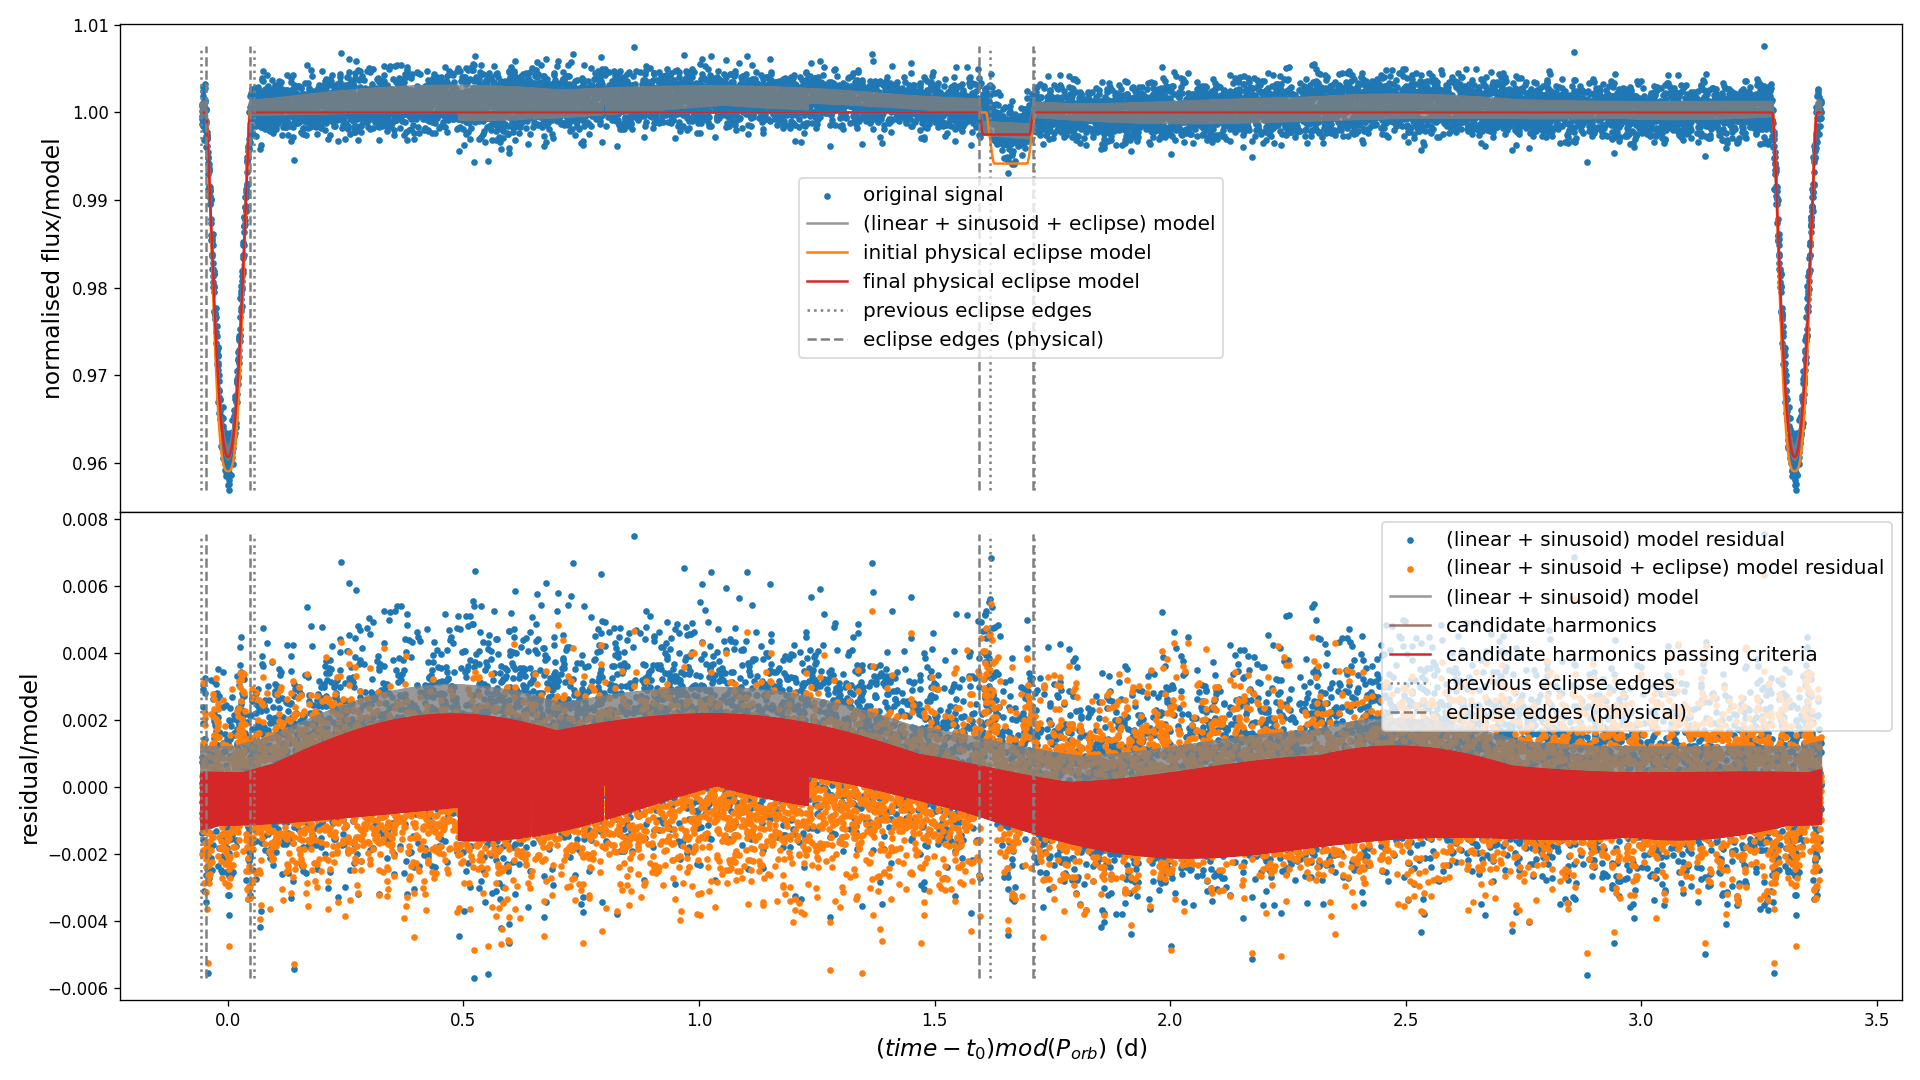 normalised flux/model
1.01
1.00
0.99
0.98
0.97
0.96
original signal
(linear + sinusoid + eclipse) model
initial physical eclipse model
final physical eclipse model
previous eclipse edges
eclipse edges (physical)
residual/model
0.008
0.006
0.004
0.002
0.000
−0.002
−0.004
−0.006
(linear + sinusoid) model residual
(linear + sinusoid + eclipse) model residual
(linear + sinusoid) model
candidate harmonics
candidate harmonics passing criteria
previous eclipse edges
eclipse edges (physical)
0.0 0.5 1.0 1.5 2.0 2.5 3.0 3.5
(time − t₀)mod(P_orb) (d)